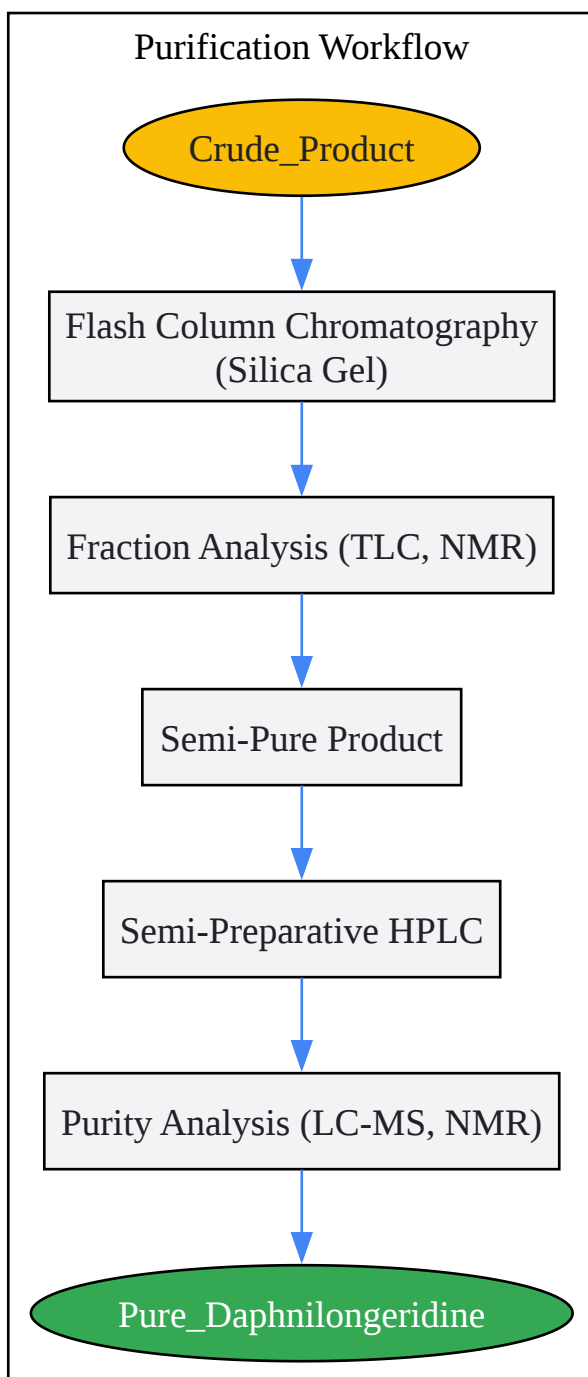 Purification Workflow
Crude_Product
Flash Column Chromatography
(Silica Gel)
Fraction Analysis (TLC, NMR)
Semi-Pure Product
Semi-Preparative HPLC
Purity Analysis (LC-MS, NMR)
Pure_Daphnilongeridine